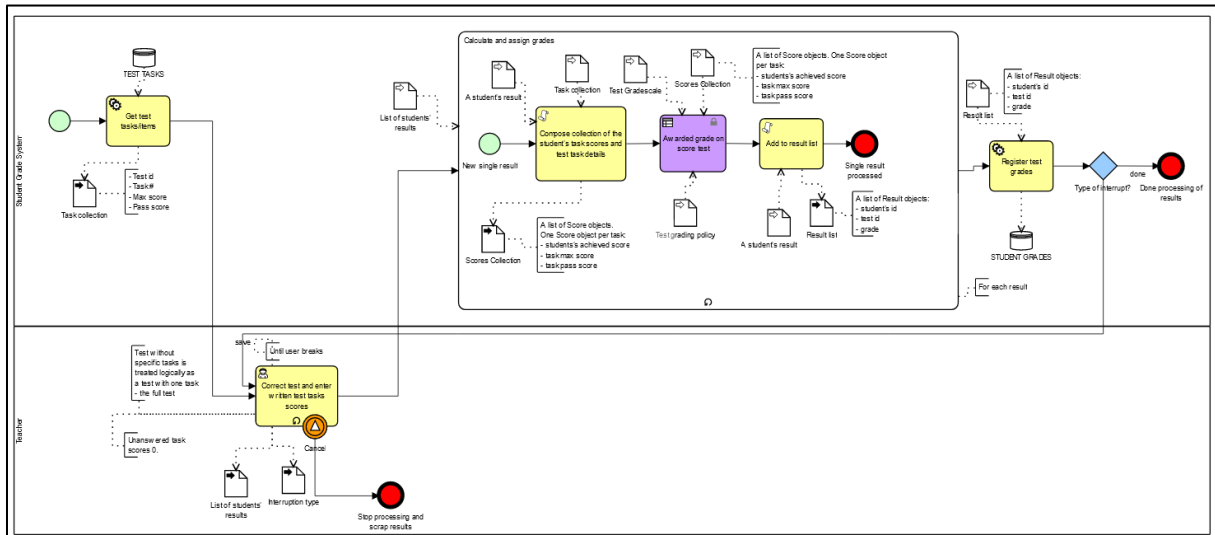 Student Grade System
TEST TASKS
Get test
tasks/items
Task collection
- Test id
- Task#
- Max score
- Pass score
Calculate and assign grades
List of students'
results
A student's result
Task collection
Test Gradescale
Scores Collection
A list of Score objects. One Score object
per task:
- students's achieved score
- task max score
- task pass score
New single result
Compose collection of the
student's task scores and
test task details
Awarded grade on
score test
Add to result list
Single result
processed
Scores Collection
A list of Score objects.
One Score object per task:
- students's achieved score
- task max score
- task pass score
Test grading policy
A student's result
Result list
A list of Result objects:
- student's id
- test id
- grade
For each result
A list of Result objects:
- student's id
- test id
- grade
Result list
Register test
grades
STUDENT GRADES
Type of interrupt?
done
Done processing of
results
Teacher
Test without
specific tasks is
treated logically as
a test with one task
- the full test
Unanswered task
scores 0.
save
Until user breaks
Correct test and enter
written test tasks
scores
Cancel
List of students'
results
Interruption type
Stop processing and
scrap results